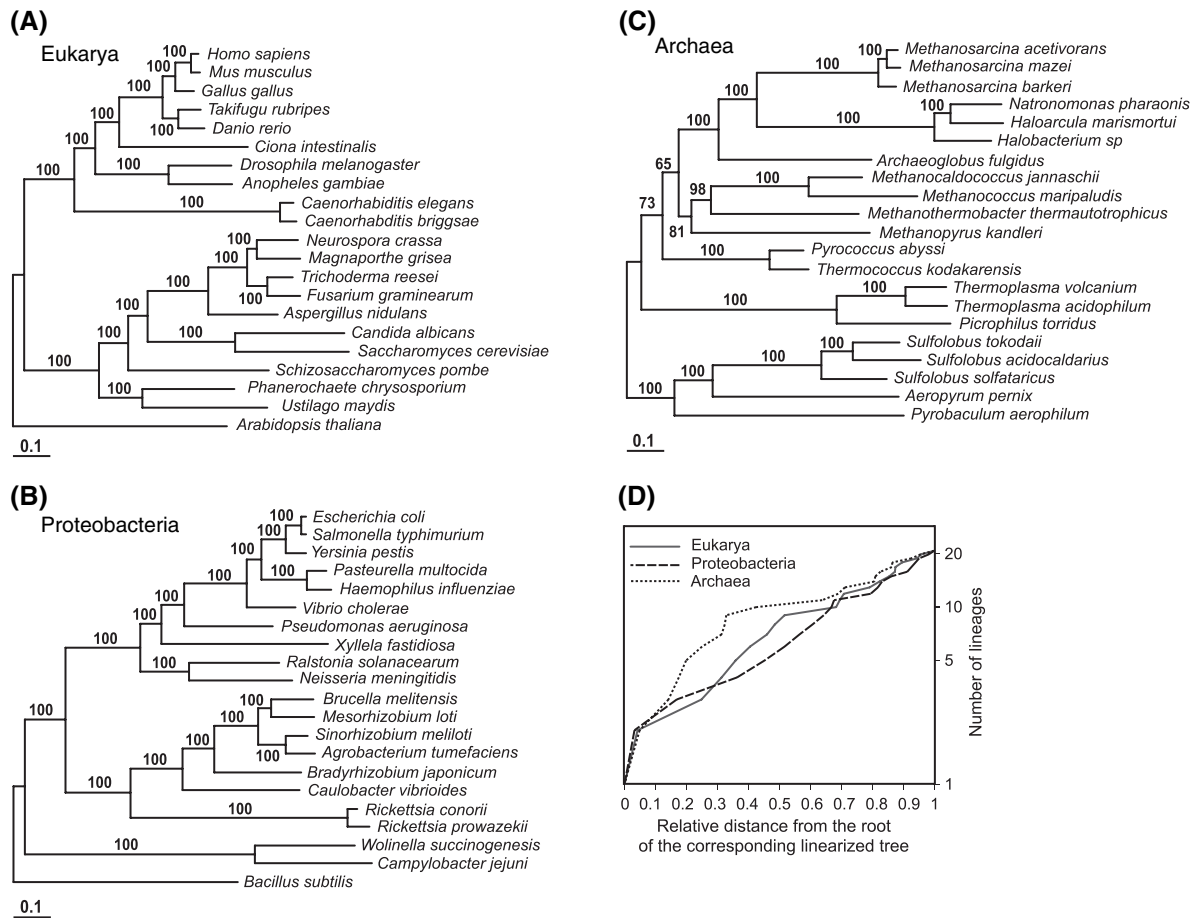 (A)
Eukarya
100
Homo sapiens
100
Mus musculus
100
Gallus gallus
Takifugu rubripes
100
100
Danio rerio
100
Ciona intestinalis
100
Drosophila melanogaster
100
Anopheles gambiae
100
Caenorhabiditis elegans
100
Caenorhabditis briggsae
Neurospora crassa
100
Magnaporthe grisea
100
Trichoderma reesei
100
Fusarium graminearum
100
Aspergillus nidulans
100
Candida albicans
100
100
Saccharomyces cerevisiae
100
Schizosaccharomyces pombe
100
Phanerochaete chrysosporium
100
Ustilago maydis
Arabidopsis thaliana
0.1
(B)
Proteobacteria
100
Escherichia coli
100
Salmonella typhimurium
Yersinia pestis
100
Pasteurella multocida
100
Haemophilus influenziae
100
Vibrio cholerae
100
Pseudomonas aeruginosa
100
100
Xyllela fastidiosa
Ralstonia solanacearum
100
Neisseria meningitidis
100
Brucella melitensis
100
Mesorhizobium loti
100
Sinorhizobium meliloti
100
Agrobacterium tumefaciens
100
Bradyrhizobium japonicum
100
Caulobacter vibrioides
100
Rickettsia conorii
100
Rickettsia prowazekii
Wolinella succinogenesis
100
Campylobacter jejuni
Bacillus subtilis
0.1
(C)
Archaea
100
Methanosarcina acetivorans
Methanosarcina mazei
100
Methanosarcina barkeri
100
Natronomonas pharaonis
100
Haloarcula marismortui
100
100
Halobacterium sp
65
Archaeoglobus fulgidus
Methanocaldococcus jannaschii
100
98
Methanococcus maripaludis
73
Methanothermobacter thermautotrophicus
81
Methanopyrus kandleri
100
Pyrococcus abyssi
Thermococcus kodakarensis
Thermoplasma volcanium
100
100
Thermoplasma acidophilum
Picrophilus torridus
Sulfolobus tokodaii
100
100
Sulfolobus acidocaldarius
Sulfolobus solfataricus
100
100
Aeropyrum pernix
Pyrobaculum aerophilum
0.1
(D)
Eukarya
Proteobacteria
Archaea
20
10
5
1
Number of lineages
0 0.1 0.2 0.3 0.4 0.5 0.6 0.7 0.8 0.9 1
Relative distance from the root
of the corresponding linearized tree